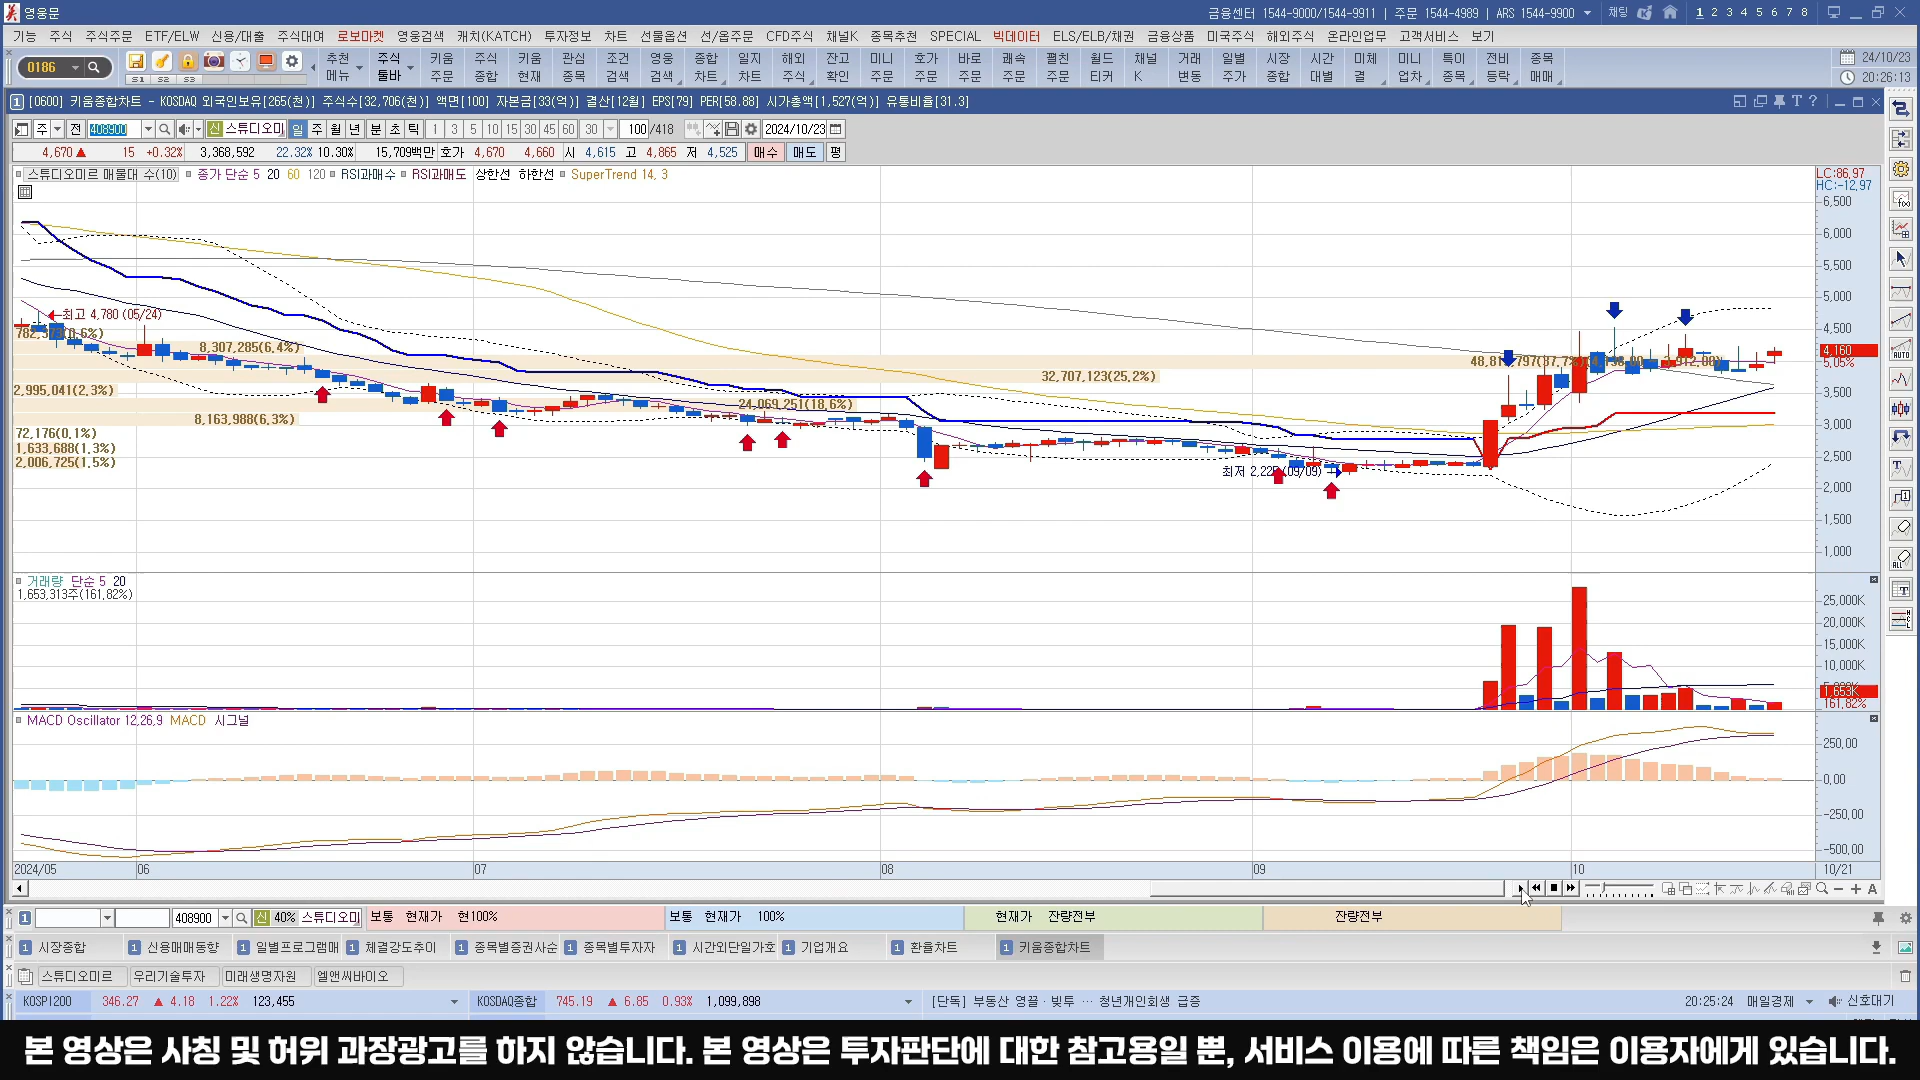 영웅문
금융센터 1544-9000/1544-9911 | 주문 1544-4989 | ARS 1544-9900 채팅 1 2 3 4 5 6 7 8
기능 주식 주식주문 ETF/ELW 신용/대출 주식대여 로보마켓 영웅검색 캐치(KATCH) 투자정보 차트 선물옵션 선/옵주문 CFD주식 채널K 종목추천 SPECIAL 빅데이터 ELS/ELB/채권 금융상품 미국주식 해외주식 온라인업무 고객서비스 보기
0186 S1 S2 S3
추천 주식 키움 주식 키움 관심 조건 영웅 종합 일지 해외 잔고 미니 호가 바로 쾌속 펼친 월드 채널 거래 일별 시장 시간 미체 미니 특이 전비 종목
메뉴 툴바 주문 종합 현재 종목 검색 검색 차트 차트 주식 확인 주문 주문 주문 주문 주문 티커 K 변동 주가 종합 대별 결 업차 종목 등락 매매
24/10/23
20:26:13
1 [0600] 키움종합차트 - KOSDAQ 외국인보유[265(천)] 주식수[32,706(천)] 액면[100] 자본금[33(억)] 결산[12월] EPS[79] PER[58.88] 시가총액[1,527(억)] 유통비율[31.3]
주 전 408900 신 스튜디오미 일 주 월 년 분 초 틱 1 3 5 10 15 30 45 60 30 100 /418 2024/10/23
4,670 ▲ 15 +0.32% 3,368,592 22.32% 10.30% 15,709백만 호가 4,670 4,660 시 4,615 고 4,865 저 4,525 매수 매도 평
스튜디오미르 매물대 수(10) 종가 단순 5 20 60 120 RSI과매수 RSI과매도 상한선 하한선 SuperTrend 14, 3
LC:86,97
HC:-12,97
6,500
6,000
5,500
5,000
4,500
4,160
5,05%
3,500
3,000
2,500
2,000
1,500
1,000
최고 4,780 (05/24)
8,307,285(6,4%)
32,707,123(25,2%)
2,995,041(2,3%)
24,069,251(18,6%)
8,163,988(6,3%)
72,176(0,1%)
1,633,688(1,3%)
2,006,725(1,5%)
최저 2,225 (09/09)
거래량 단순 5 20
1,653,313주(161,82%)
25,000K
20,000K
15,000K
10,000K
1,653K
161,82%
MACD Oscillator 12,26,9 MACD 시그널
250,00
0,00
-250,00
-500,00
2024/05 06 07 08 09 10 10/21
A
1 408900 신 40% 스튜디오미 보통 현재가 현100% 보통 현재가 100% 현재가 잔량전부 잔량전부
1 시장종합 1 신용매매동향 1 일별프로그램매 1 체결강도추이 1 종목별증권사순 1 종목별투자자 1 시간외단일가호 1 기업개요 1 환율차트 1 키움종합차트
스튜디오미르 우리기술투자 미래생명자원 엘앤씨바이오
KOSPI200 346.27 ▲ 4.18 1.22% 123,455 KOSDAQ종합 745.19 ▲ 6.85 0.93% 1,099,898 [단독] 부동산 영끌·빚투 … 청년개인회생 급증 20:25:24 매일경제 신호대기
본 영상은 사칭 및 허위 과장광고를 하지 않습니다. 본 영상은 투자판단에 대한 참고용일 뿐, 서비스 이용에 따른 책임은 이용자에게 있습니다.